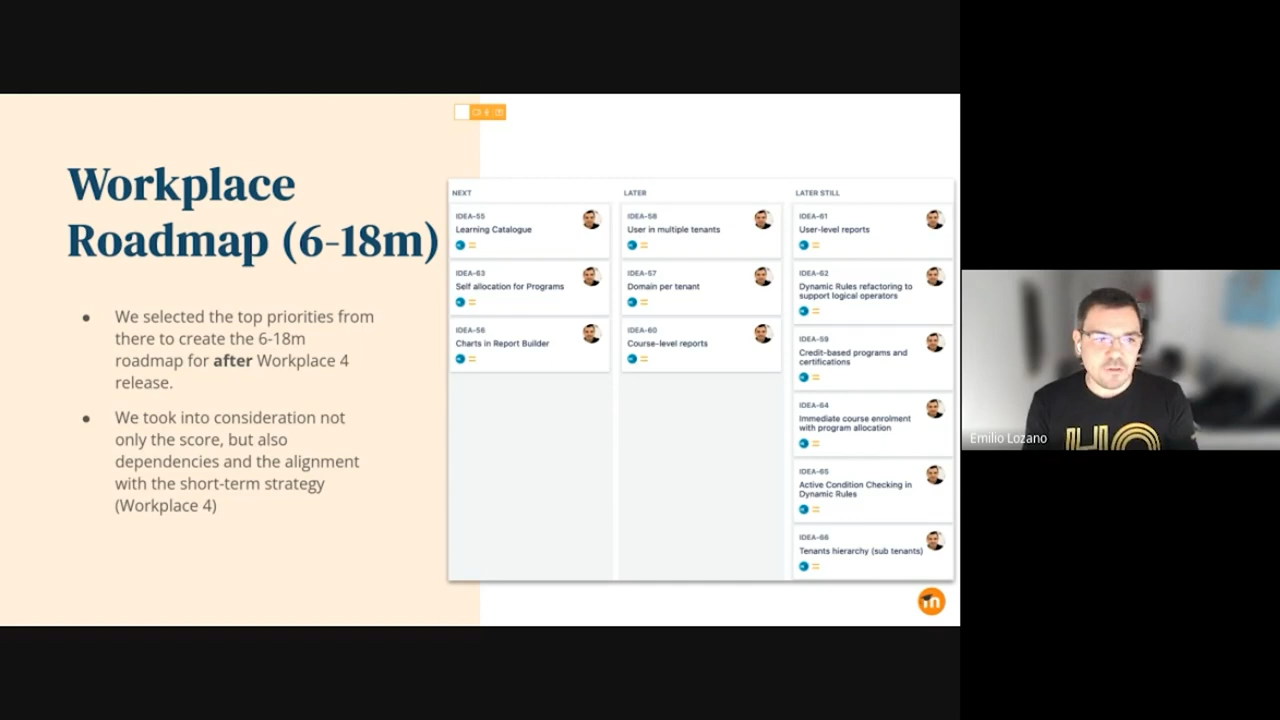 Workplace
Roadmap (6-18m)
● We selected the top priorities from
there to create the 6-18m
roadmap for after Workplace 4
release.
● We took into consideration not
only the score, but also
dependencies and the alignment
with the short-term strategy
(Workplace 4)
NEXT
IDEA-55
Learning Catalogue
IDEA-63
Self allocation for Programs
IDEA-56
Charts in Report Builder
LATER
IDEA-58
User in multiple tenants
IDEA-57
Domain per tenant
IDEA-60
Course-level reports
LATER STILL
IDEA-61
User-level reports
IDEA-62
Dynamic Rules refactoring to
support logical operators
IDEA-59
Credit-based programs and
certifications
IDEA-64
Immediate course enrolment
with program allocation
IDEA-65
Active Condition Checking in
Dynamic Rules
IDEA-66
Tenants hierarchy (sub tenants)
m
Emilio Lozano